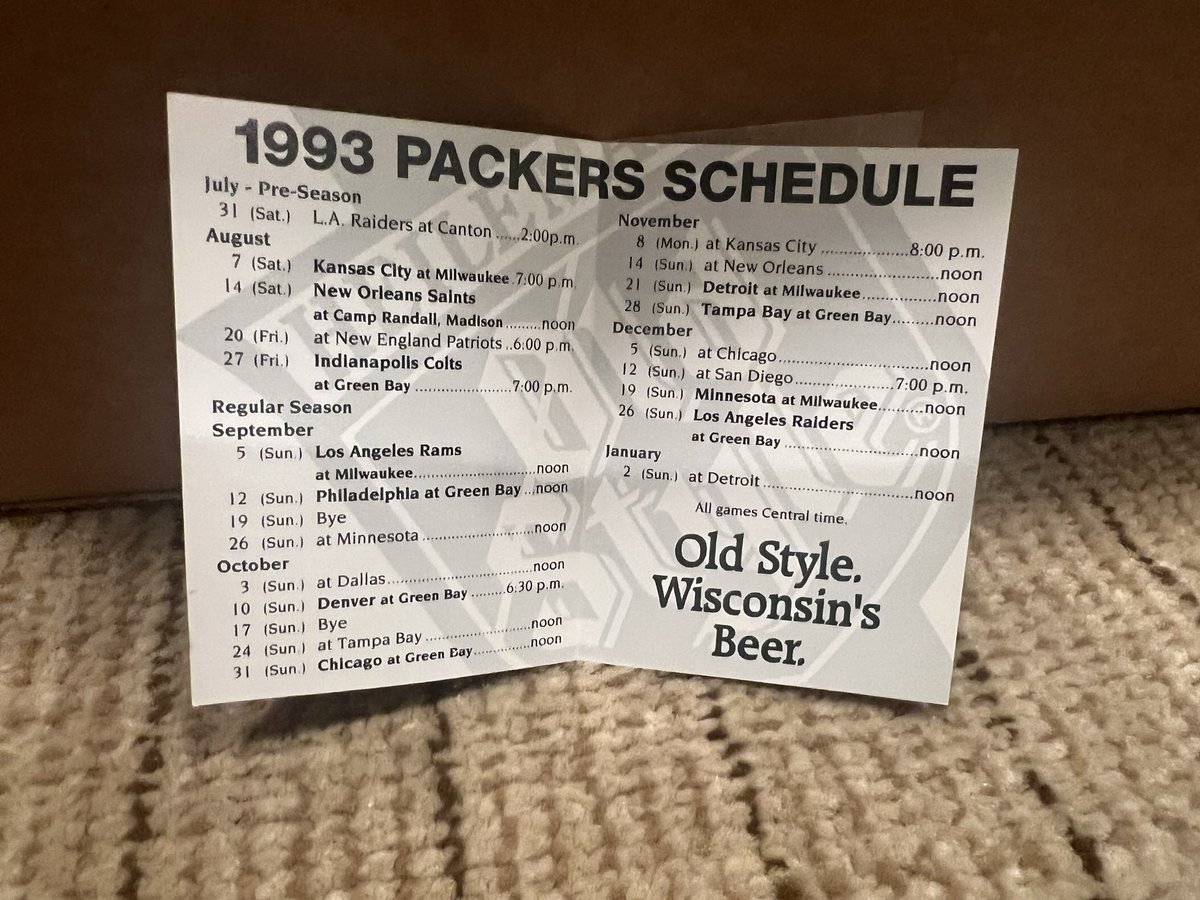 1993 PACKERS SCHEDULE
July - Pre-Season
31 (Sat.) L.A. Raiders at Canton ......2:00p.m.
August
7 (Sat.) Kansas City at Milwaukee .7:00 p.m.
14 (Sat.) New Orleans Saints
at Camp Randall, Madison .........noon
20 (Fri.) at New England Patriots ..6:00 p.m.
27 (Fri.) Indianapolis Colts
at Green Bay .......................7:00 p.m.
Regular Season
September
5 (Sun.) Los Angeles Rams
at Milwaukee..............................noon
12 (Sun.) Philadelphia at Green Bay ...noon
19 (Sun.) Bye
26 (Sun.) at Minnesota ...........................noon
October
3 (Sun.) at Dallas...................................noon
10 (Sun.) Denver at Green Bay .........6:30 p.m.
17 (Sun.) Bye
24 (Sun.) at Tampa Bay .........................noon
31 (Sun.) Chicago at Green Bay..............noon
November
8 (Mon.) at Kansas City .....................8:00 p.m.
14 (Sun.) at New Orleans ...........................noon
21 (Sun.) Detroit at Milwaukee..................noon
28 (Sun.) Tampa Bay at Green Bay..........noon
December
5 (Sun.) at Chicago....................................noon
12 (Sun.) at San Diego.........................7:00 p.m.
19 (Sun.) Minnesota at Milwaukee...........noon
26 (Sun.) Los Angeles Raiders
at Green Bay ................................noon
January
2 (Sun.) at Detroit ....................................noon
All games Central time.
Old Style.
Wisconsin's
Beer.